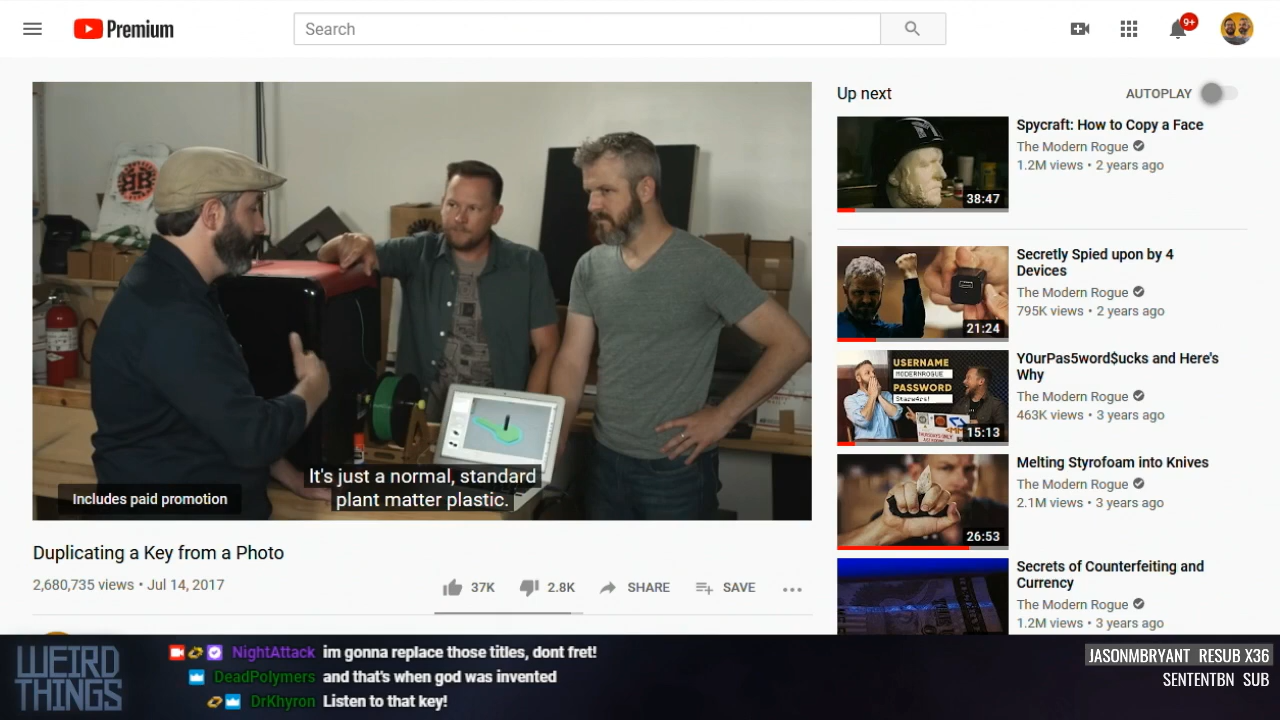 Premium
Search
9+
Up next
AUTOPLAY
Spycraft: How to Copy a Face
The Modern Rogue
1.2M views • 2 years ago
38:47
Secretly Spied upon by 4
Devices
The Modern Rogue
795K views • 2 years ago
21:24
Y0urPas5word$ucks and Here's
Why
The Modern Rogue
463K views • 3 years ago
USERNAME
MODERNROGUE
PASSWORD
Starw4rs!
15:13
Melting Styrofoam into Knives
The Modern Rogue
2.1M views • 3 years ago
26:53
Secrets of Counterfeiting and
Currency
The Modern Rogue
1.2M views • 3 years ago
It's just a normal, standard
plant matter plastic.
Includes paid promotion
Duplicating a Key from a Photo
2,680,735 views • Jul 14, 2017
37K
2.8K
SHARE
SAVE
WEIRD
THINGS
NightAttack im gonna replace those titles, dont fret!
DeadPolymers and that's when god was invented
DrKhyron Listen to that key!
JASONMBRYANT RESUB X36
SENTENTBN SUB